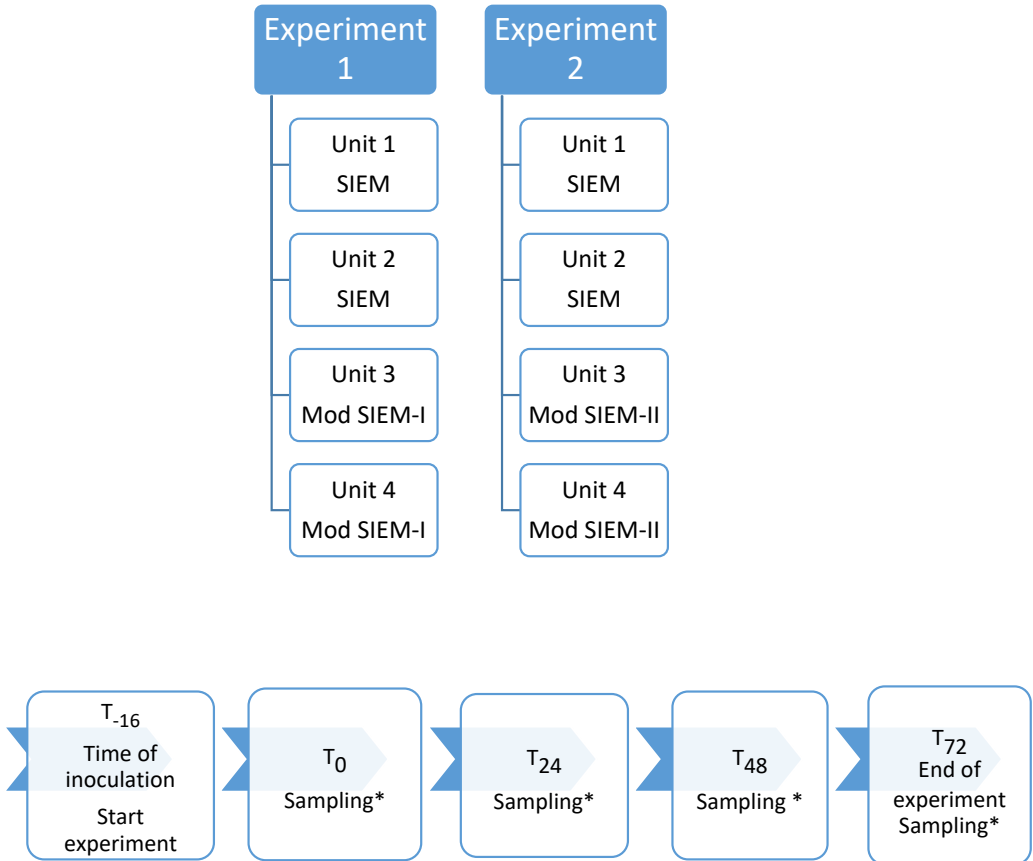 Experiment
1
Unit 1
SIEM
Unit 2
SIEM
Unit 3
Mod SIEM-I
Unit 4
Mod SIEM-I
Experiment
2
Unit 1
SIEM
Unit 2
SIEM
Unit 3
Mod SIEM-II
Unit 4
Mod SIEM-II
T-16
Time of
inoculation
Start
experiment
T0
Sampling*
T24
Sampling*
T48
Sampling *
T72
End of
experiment
Sampling*